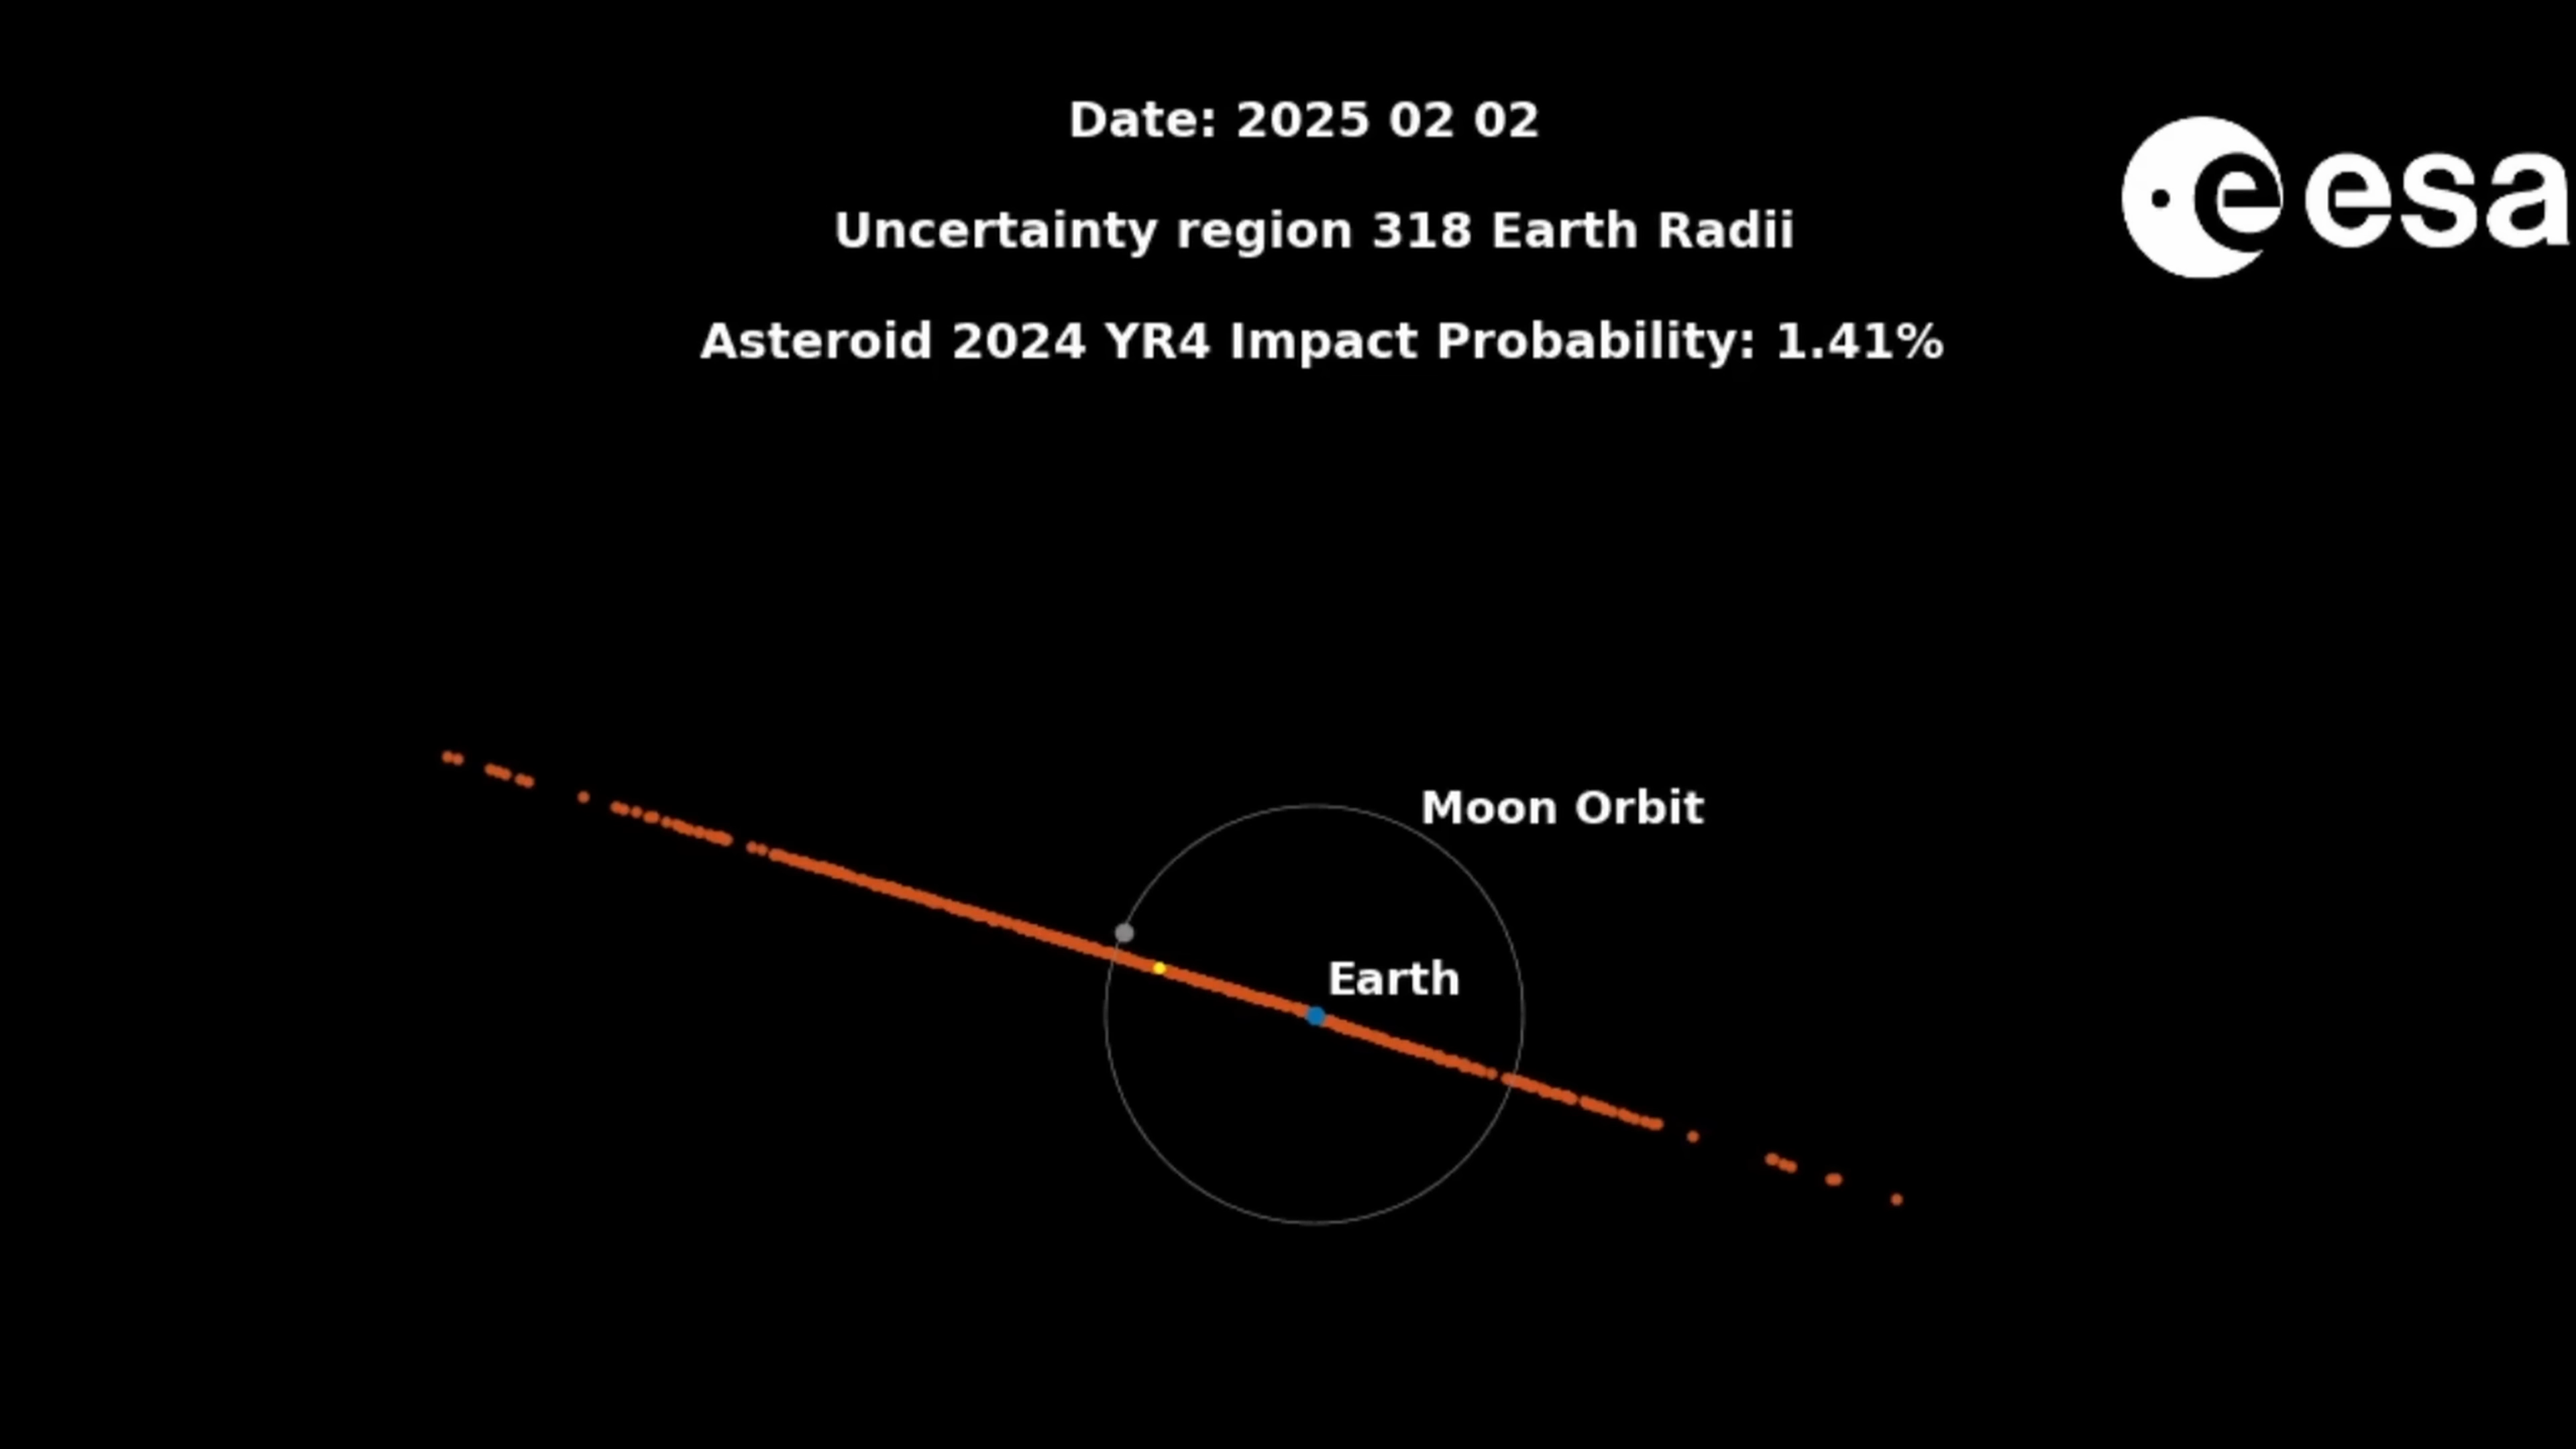 Date: 2025 02 02
esa
Uncertainty region 318 Earth Radii
Asteroid 2024 YR4 Impact Probability: 1.41%
Moon Orbit
Earth